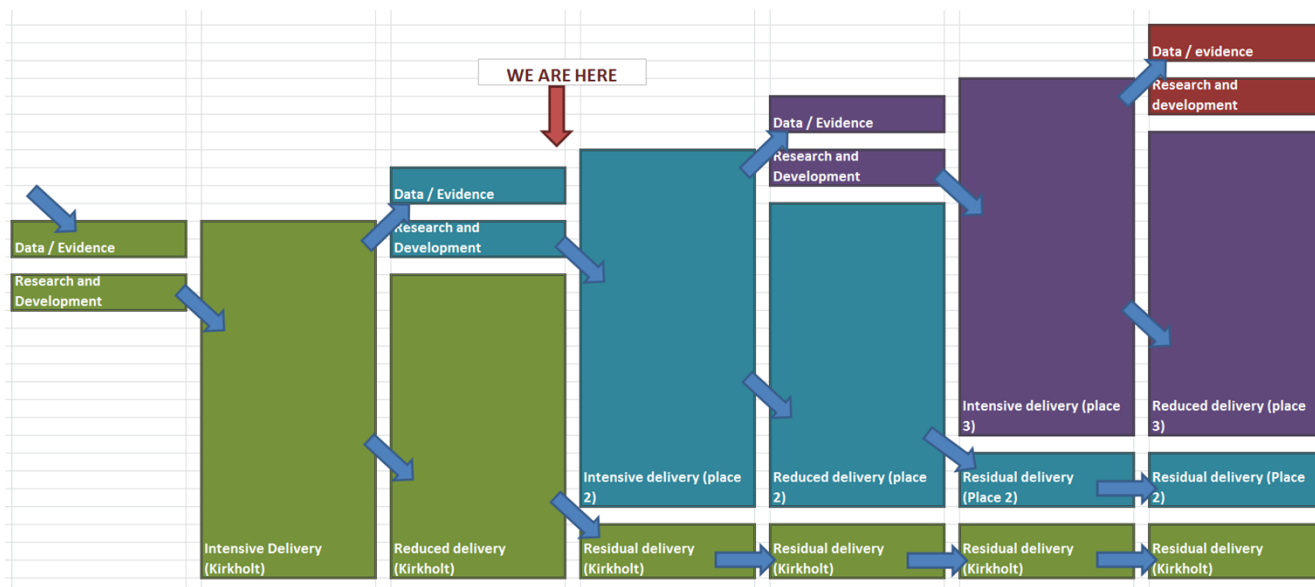 WE ARE HERE
Data / Evidence
Research and
Development
Intensive Delivery
(Kirkholt)
Data / Evidence
Research and
Development
Reduced delivery
(Kirkholt)
Intensive delivery (place
2)
Residual delivery
(Kirkholt)
Data / Evidence
Research and
Development
Reduced delivery (place
2)
Residual delivery
(Kirkholt)
Intensive delivery (place
3)
Residual delivery
(Place 2)
Residual delivery
(Kirkholt)
Data / evidence
Research and
development
Reduced delivery (place
3)
Residual delivery (Place
2)
Residual delivery
(Kirkholt)